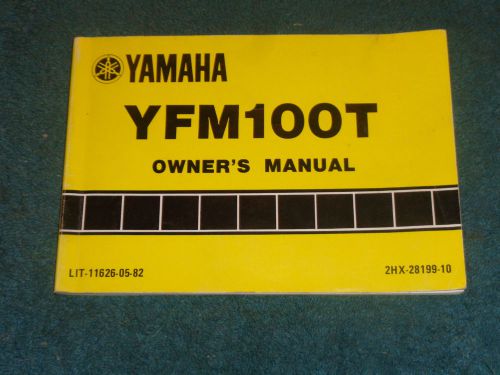 YAMAHA
YFM100T
OWNER'S MANUAL
LIT-11626-05-82 2HX-28199-10